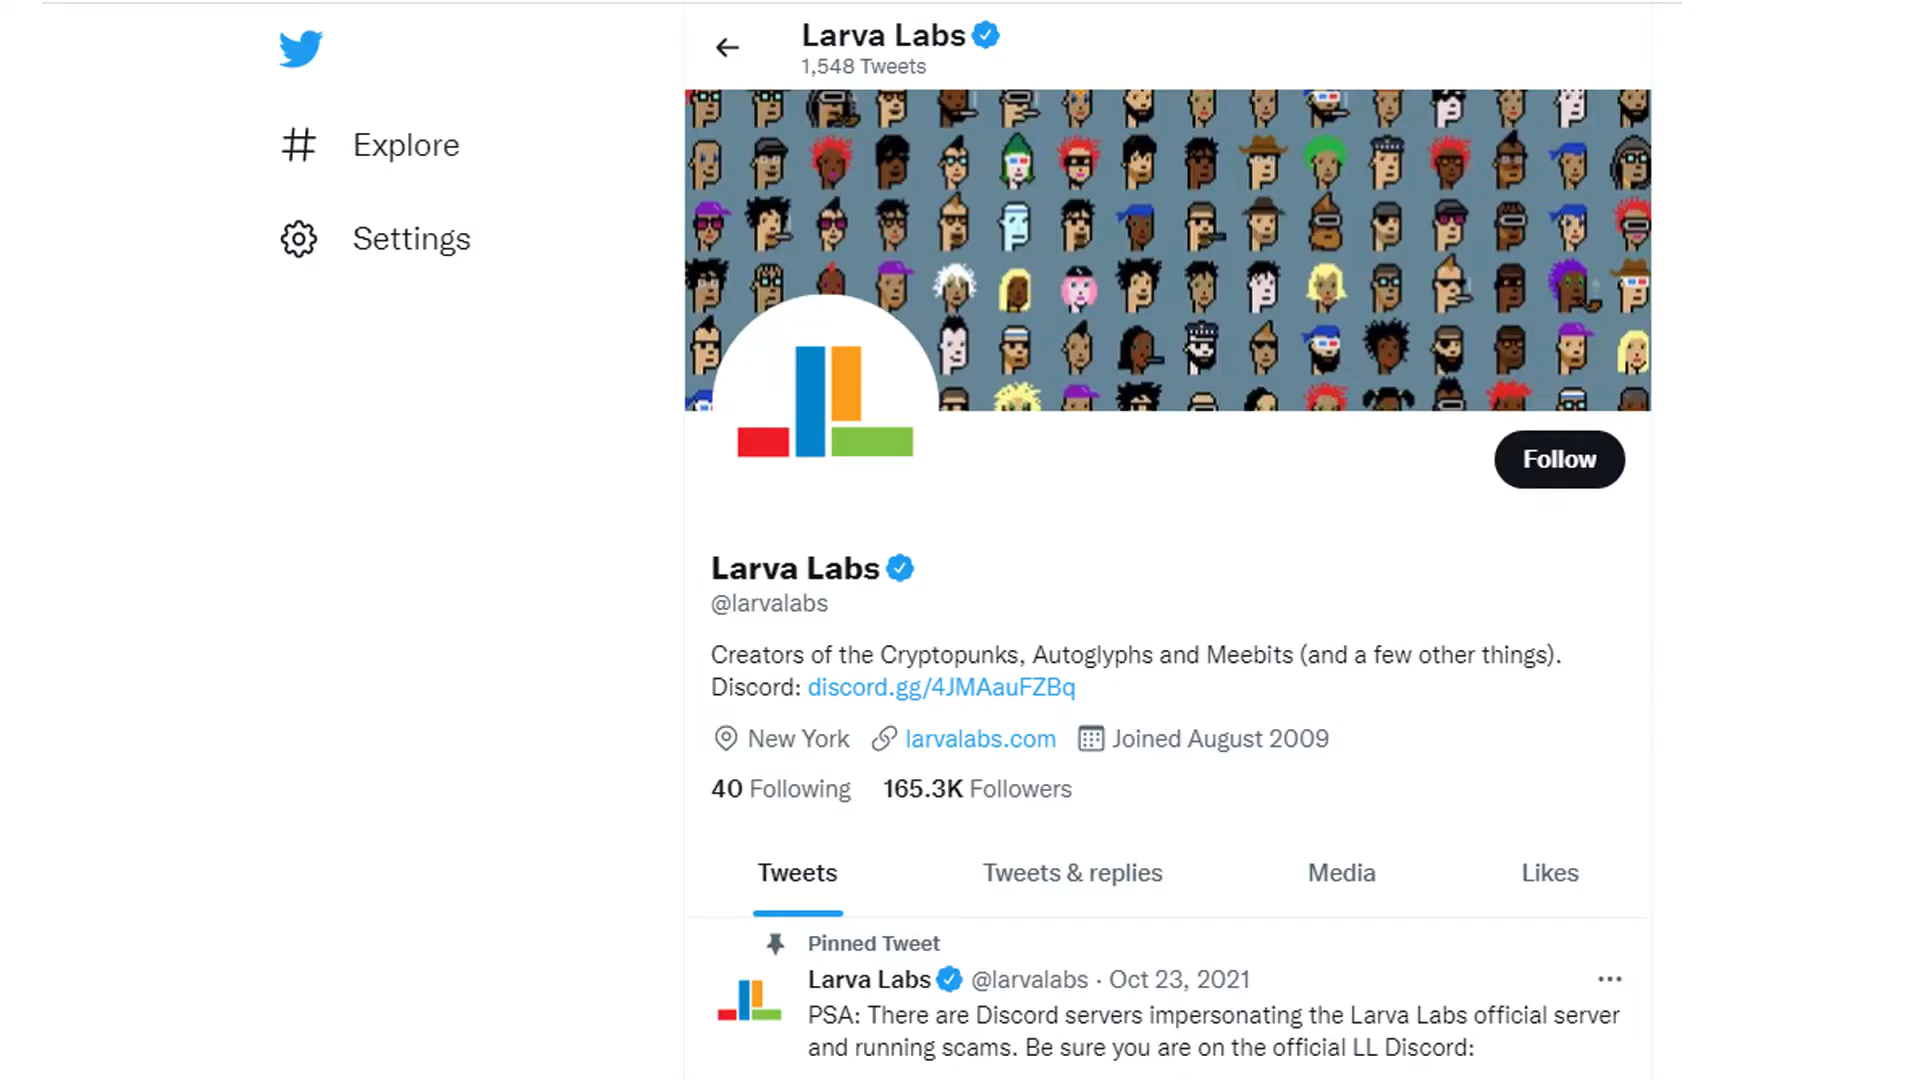 Larva Labs
1,548 Tweets
Explore
Settings
Follow
Larva Labs
@larvalabs
Creators of the Cryptopunks, Autoglyphs and Meebits (and a few other things).
Discord: discord.gg/4JMAauFZBq
New York larvalabs.com Joined August 2009
40 Following 165.3K Followers
Tweets Tweets & replies Media Likes
Pinned Tweet
Larva Labs @larvalabs · Oct 23, 2021
PSA: There are Discord servers impersonating the Larva Labs official server
and running scams. Be sure you are on the official LL Discord: